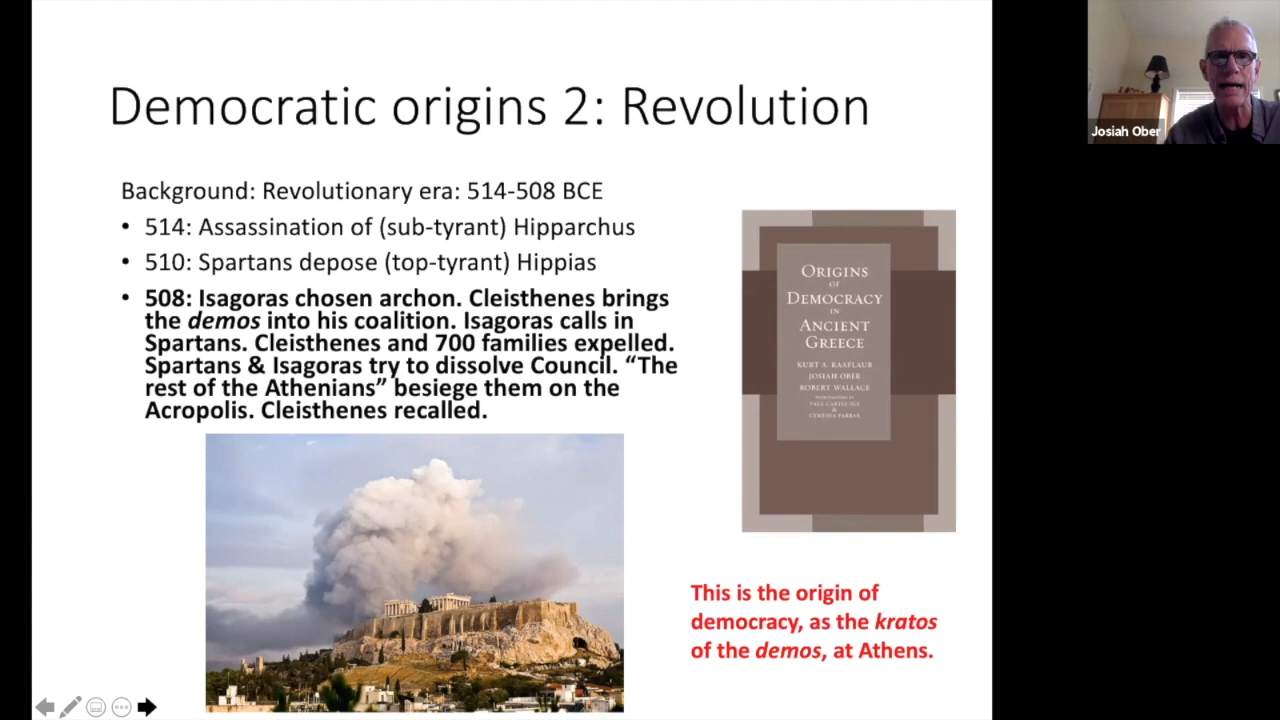 Democratic origins 2: Revolution
Background: Revolutionary era: 514-508 BCE
• 514: Assassination of (sub-tyrant) Hipparchus
• 510: Spartans depose (top-tyrant) Hippias
• 508: Isagoras chosen archon. Cleisthenes brings
the demos into his coalition. Isagoras calls in
Spartans. Cleisthenes and 700 families expelled.
Spartans & Isagoras try to dissolve Council. “The
rest of the Athenians” besiege them on the
Acropolis. Cleisthenes recalled.
ORIGINS
OF
DEMOCRACY
IN
ANCIENT
GREECE
KURT A. RAAFLAUB
JOSIAH OBER
ROBERT WALLACE
PAUL CARTLEDGE
&
CYNTHIA FARRAR
This is the origin of
democracy, as the kratos
of the demos, at Athens.
Josiah Ober